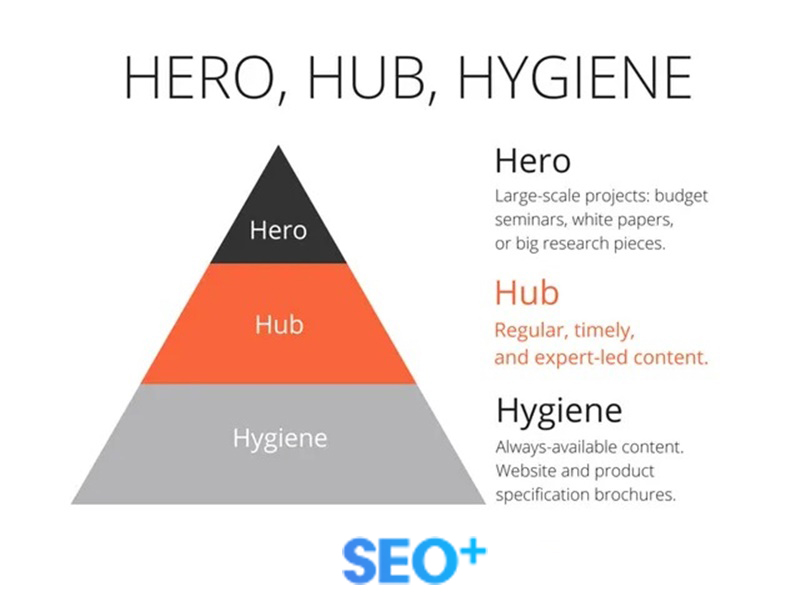 HERO, HUB, HYGIENE
Hero
Hub
Hygiene
Hero
Large-scale projects: budget
seminars, white papers,
or big research pieces.
Hub
Regular, timely,
and expert-led content.
Hygiene
Always-available content.
Website and product
specification brochures.
SEO+